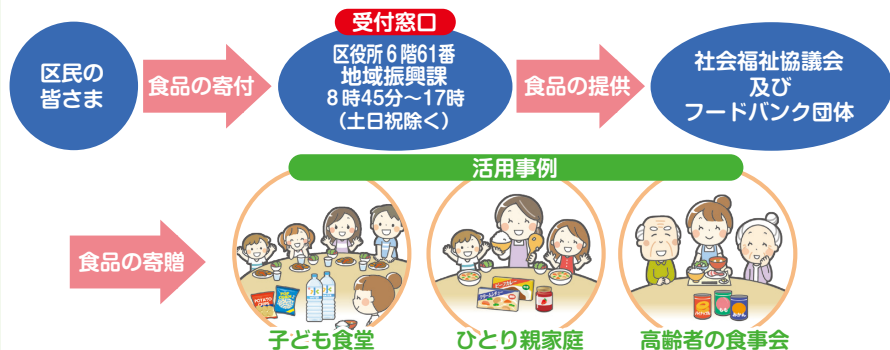 受付窓口
区民の
皆さま
食品の寄付
区役所6階61番
地域振興課
8時45分～17時
（土日祝除く）
食品の提供
社会福祉協議会
及び
フードバンク団体
活用事例
食品の寄贈
POTATO
子ども食堂
ひとり親家庭
高齢者の食事会